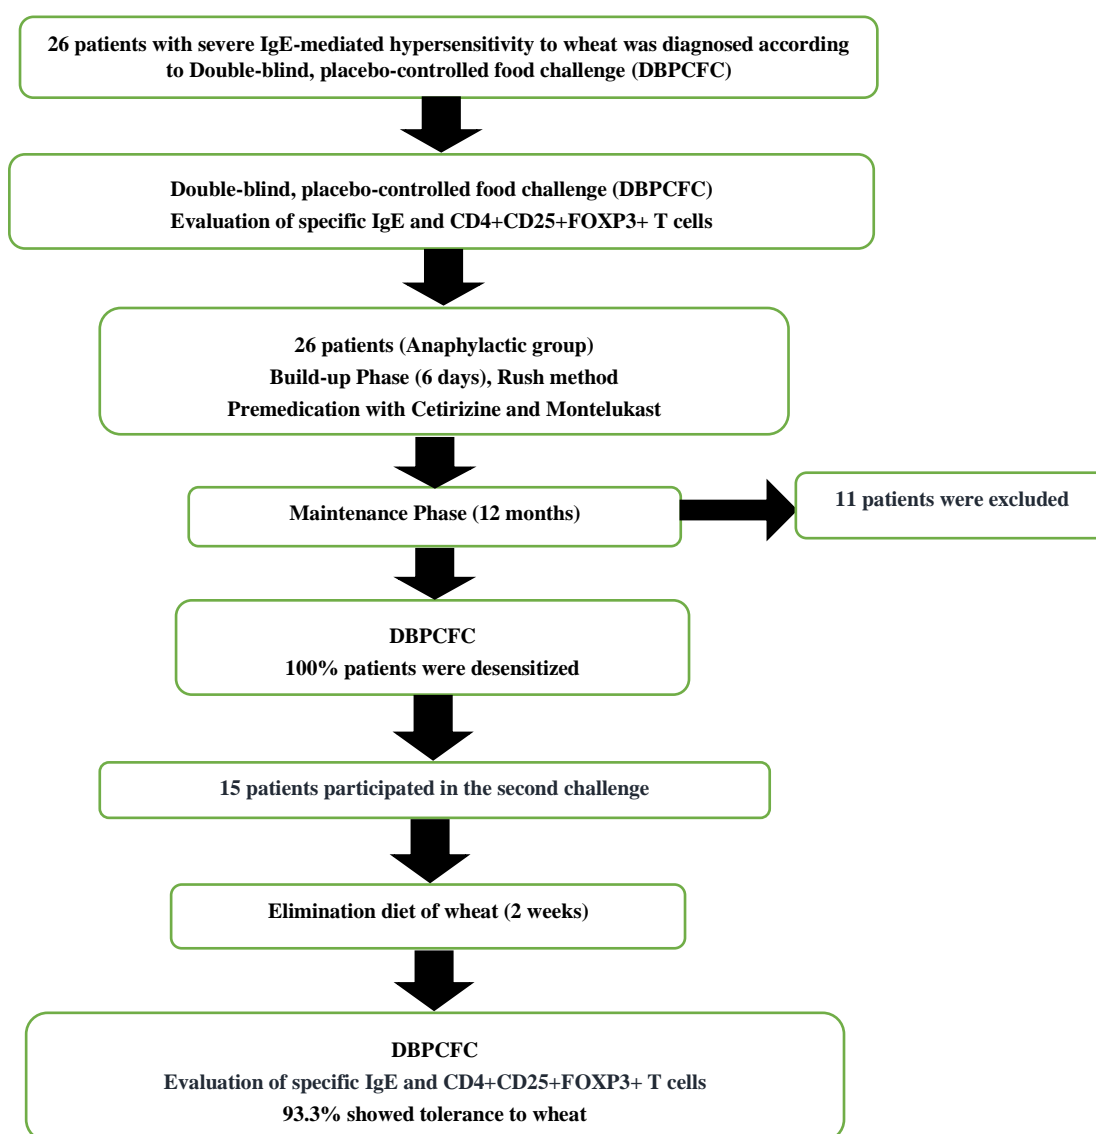 26 patients with severe IgE-mediated hypersensitivity to wheat was diagnosed according
to Double-blind, placebo-controlled food challenge (DBPCFC)
Double-blind, placebo-controlled food challenge (DBPCFC)
Evaluation of specific IgE and CD4+CD25+FOXP3+ T cells
26 patients (Anaphylactic group)
Build-up Phase (6 days), Rush method
Premedication with Cetirizine and Montelukast
Maintenance Phase (12 months)
11 patients were excluded
DBPCFC
100% patients were desensitized
15 patients participated in the second challenge
Elimination diet of wheat (2 weeks)
DBPCFC
Evaluation of specific IgE and CD4+CD25+FOXP3+ T cells
93.3% showed tolerance to wheat